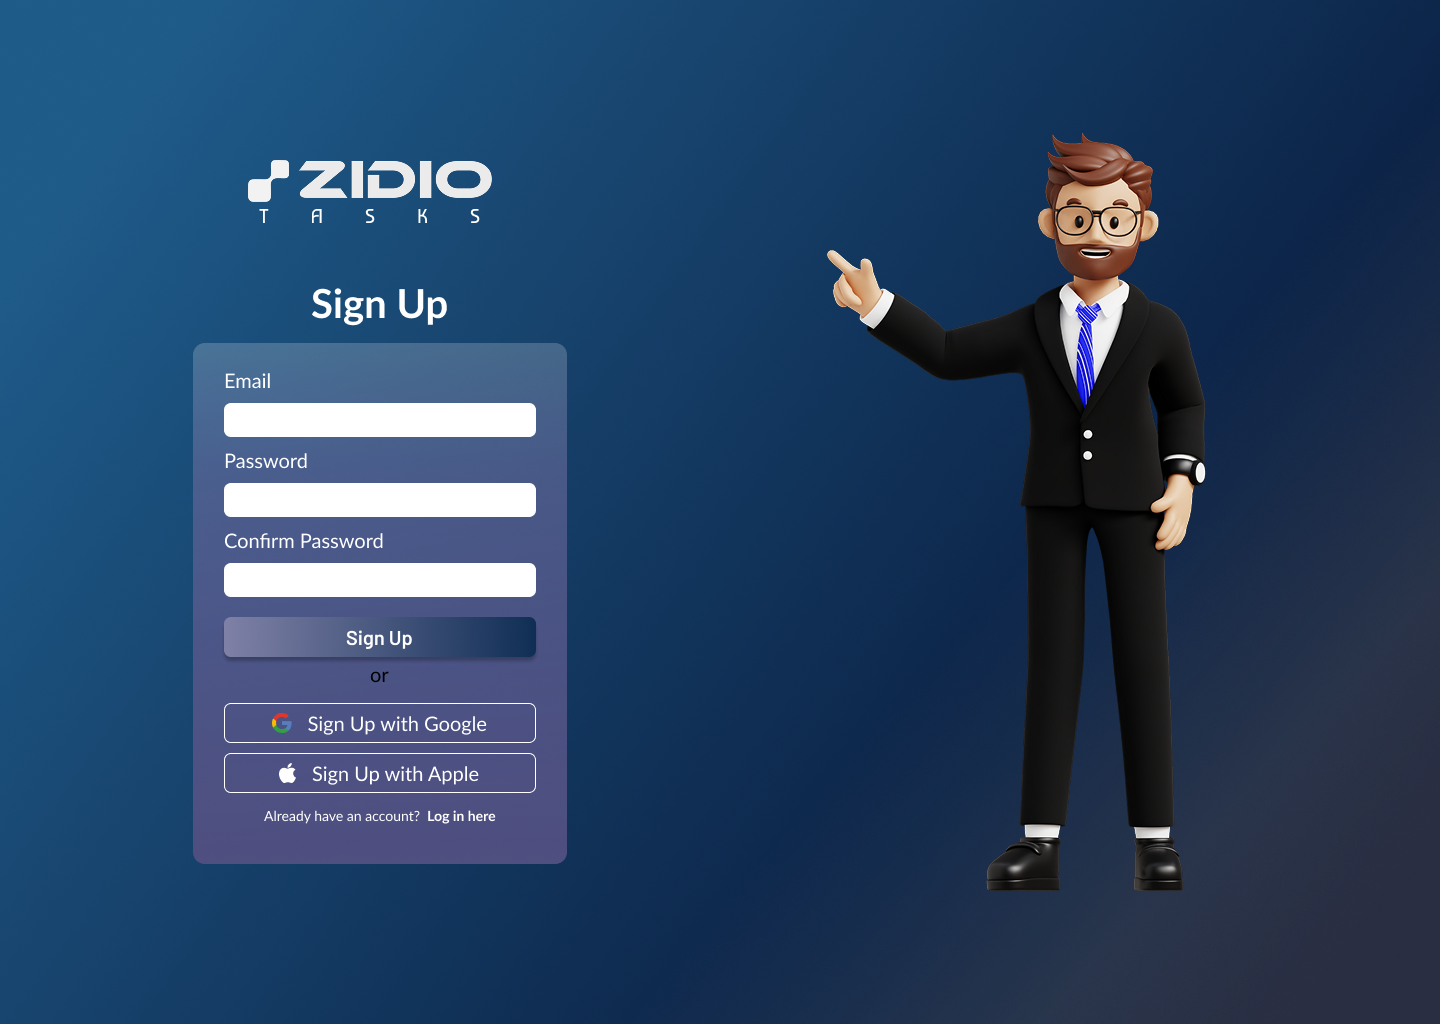 ZIDIO
TASKS
Sign Up
Email
Password
Confirm Password
Sign Up
or
Sign Up with Google
Sign Up with Apple
Already have an account? Log in here